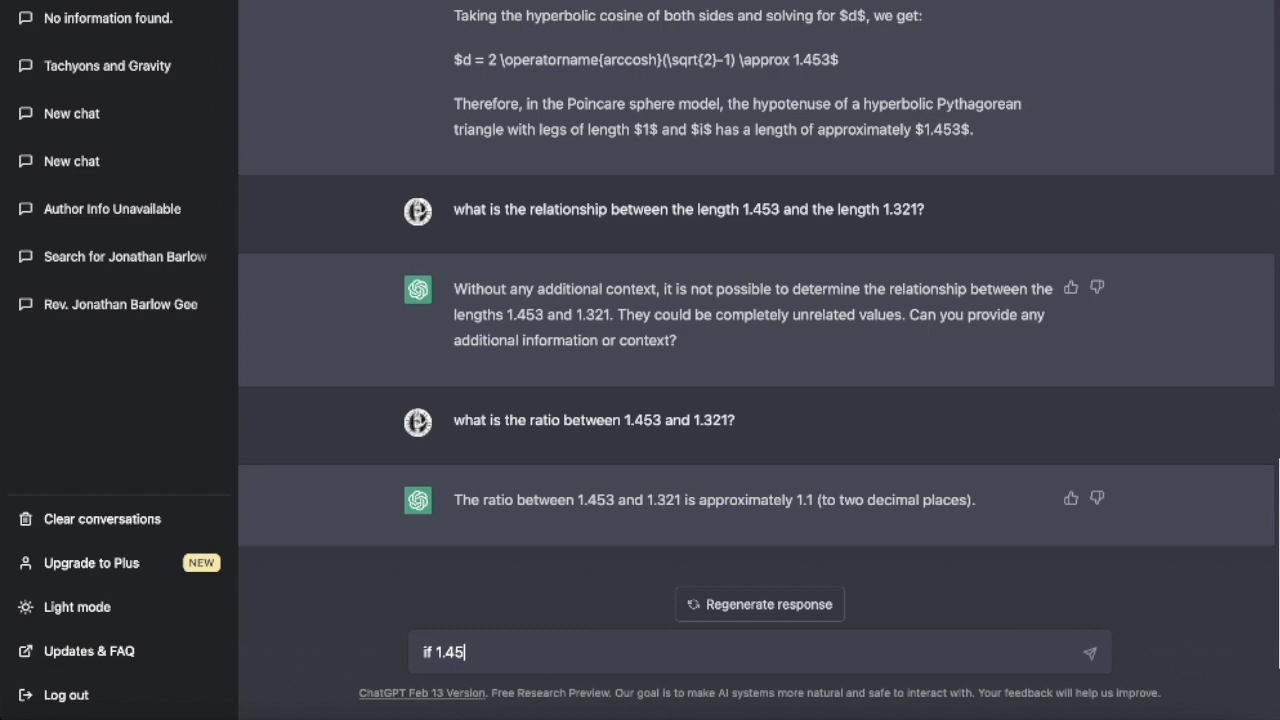 No information found.
Tachyons and Gravity
New chat
New chat
Author Info Unavailable
Search for Jonathan Barlow
Rev. Jonathan Barlow Gee
Clear conversations
Upgrade to Plus NEW
Light mode
Updates & FAQ
Log out
Taking the hyperbolic cosine of both sides and solving for $d$, we get:
$d = 2 \operatorname{arccosh}(\sqrt{2}-1) \approx 1.453$
Therefore, in the Poincare sphere model, the hypotenuse of a hyperbolic Pythagorean
triangle with legs of length $1$ and $i$ has a length of approximately $1.453$.
what is the relationship between the length 1.453 and the length 1.321?
Without any additional context, it is not possible to determine the relationship between the
lengths 1.453 and 1.321. They could be completely unrelated values. Can you provide any
additional information or context?
what is the ratio between 1.453 and 1.321?
The ratio between 1.453 and 1.321 is approximately 1.1 (to two decimal places).
Regenerate response
if 1.45
ChatGPT Feb 13 Version. Free Research Preview. Our goal is to make AI systems more natural and safe to interact with. Your feedback will help us improve.